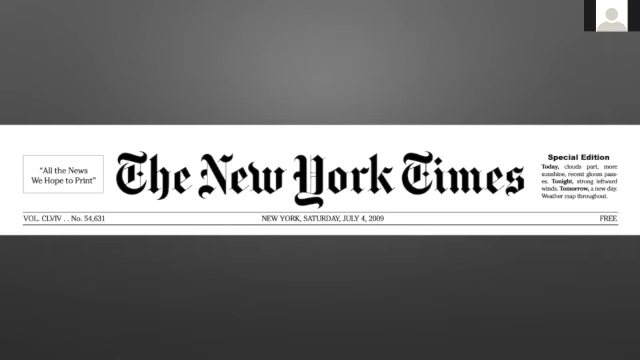 "All the News
We Hope to Print"
The New York Times
Special Edition
Today, clouds part, more
sunshine, recent gloom pass-
es. Tonight, strong leftward
winds. Tomorrow, a new day.
Weather map throughout.
VOL. CLVIV . . No. 54,631
NEW YORK, SATURDAY, JULY 4, 2009
FREE